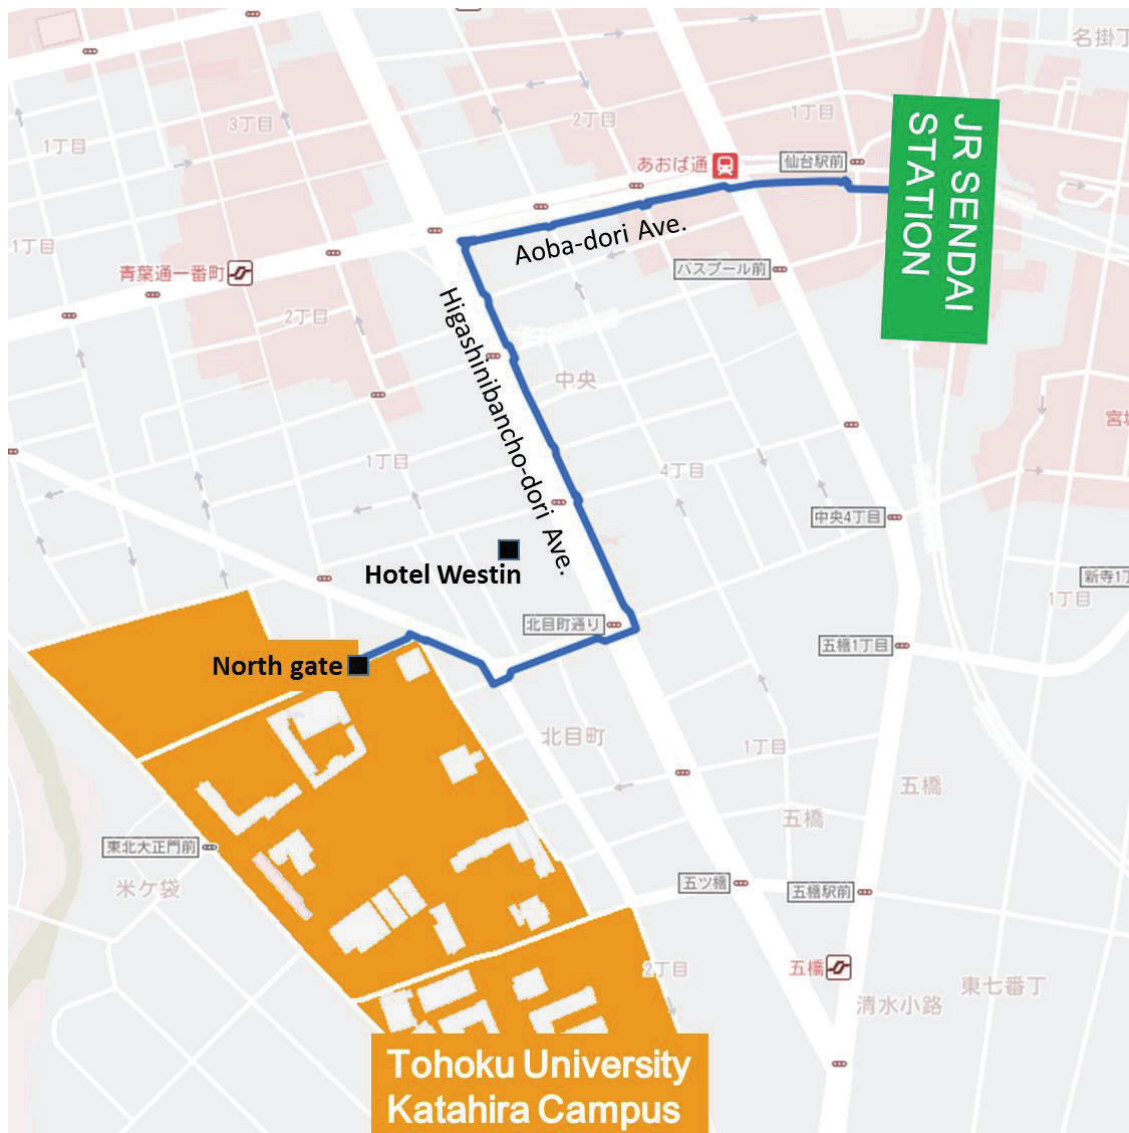 名掛丁
1丁目
3丁目
2丁目
1丁目
あおば通
仙台駅前
JR SENDAI
STATION
Aoba-dori Ave.
1丁目
青葉通一番町
バスプール前
2丁目
Higashinibancho-dori Ave.
中央
1丁目
4丁目
中央4丁目
Hotel Westin
新寺1丁
1丁目
北目町通り
五橋1丁目
North gate
北目町
1丁目
五橋
五橋
東北大正門前
米ケ袋
五ツ橋
五橋駅前
2丁目
五橋
東七番丁
清水小路
Tohoku University
Katahira Campus